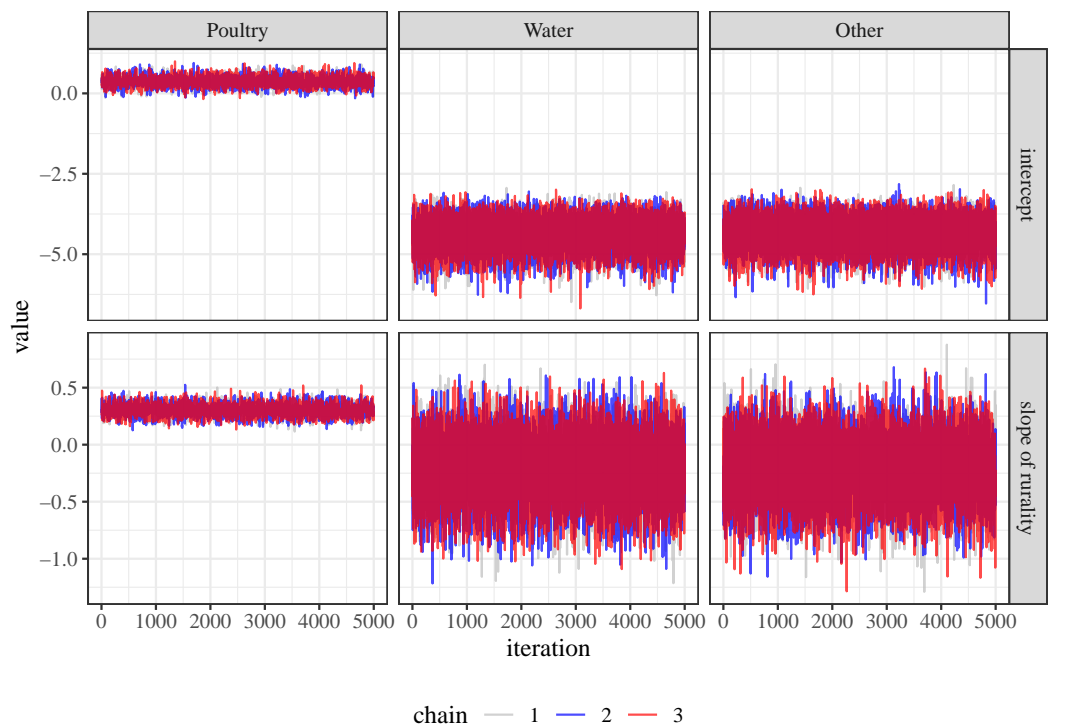 Poultry Water Other
0.0
−2.5
−5.0
intercept
value
0.5
0.0
−0.5
−1.0
slope of rurality
0 1000 2000 3000 4000 5000 0 1000 2000 3000 4000 5000 0 1000 2000 3000 4000 5000
iteration
chain 1 2 3